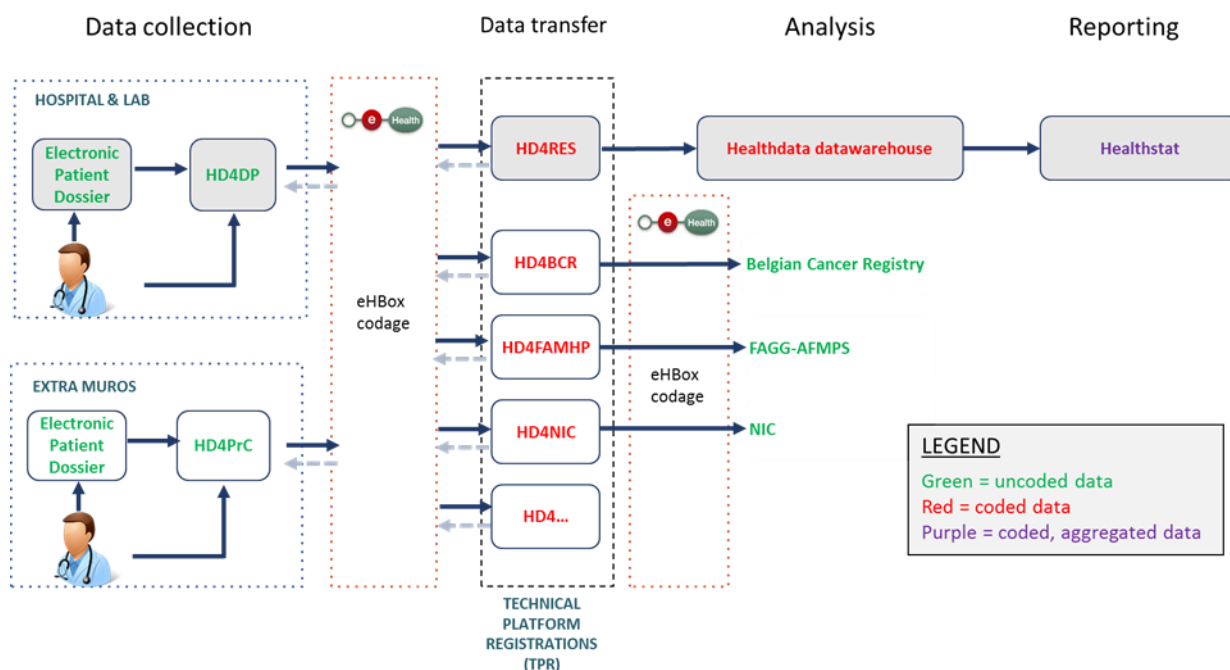 Data collection
Data transfer
Analysis
Reporting
HOSPITAL & LAB
Electronic
Patient
Dossier
HD4DP
e
Health
HD4RES
Healthdata datawarehouse
Healthstat
e
Health
HD4BCR
Belgian Cancer Registry
eHBox
codage
HD4FAMHP
FAGG-AFMPS
eHBox
codage
EXTRA MUROS
Electronic
Patient
Dossier
HD4PrC
HD4NIC
NIC
HD4...
TECHNICAL
PLATFORM
REGISTRATIONS
(TPR)
LEGEND
Green = uncoded data
Red = coded data
Purple = coded, aggregated data